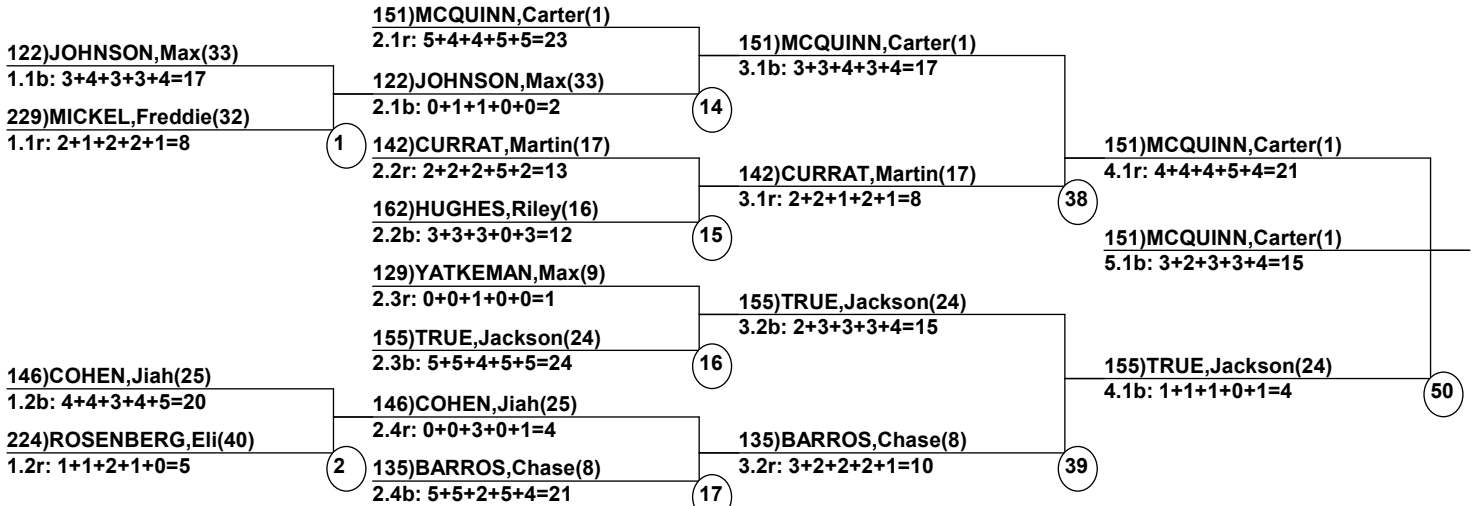 122)JOHNSON,Max(33)
1.1b: 3+4+3+3+4=17
229)MICKEL,Freddie(32)
1.1r: 2+1+2+2+1=8
1
146)COHEN,Jiah(25)
1.2b: 4+4+3+4+5=20
224)ROSENBERG,Eli(40)
1.2r: 1+1+2+1+0=5
2
151)MCQUINN,Carter(1)
2.1r: 5+4+4+5+5=23
122)JOHNSON,Max(33)
2.1b: 0+1+1+0+0=2
14
142)CURRAT,Martin(17)
2.2r: 2+2+2+5+2=13
162)HUGHES,Riley(16)
2.2b: 3+3+3+0+3=12
15
129)YATKEMAN,Max(9)
2.3r: 0+0+1+0+0=1
155)TRUE,Jackson(24)
2.3b: 5+5+4+5+5=24
16
146)COHEN,Jiah(25)
2.4r: 0+0+3+0+1=4
135)BARROS,Chase(8)
2.4b: 5+5+2+5+4=21
17
151)MCQUINN,Carter(1)
3.1b: 3+3+4+3+4=17
142)CURRAT,Martin(17)
3.1r: 2+2+1+2+1=8
38
155)TRUE,Jackson(24)
3.2b: 2+3+3+3+4=15
135)BARROS,Chase(8)
3.2r: 3+2+2+2+1=10
39
151)MCQUINN,Carter(1)
4.1r: 4+4+4+5+4=21
151)MCQUINN,Carter(1)
5.1b: 3+2+3+3+4=15
155)TRUE,Jackson(24)
4.1b: 1+1+1+0+1=4
50